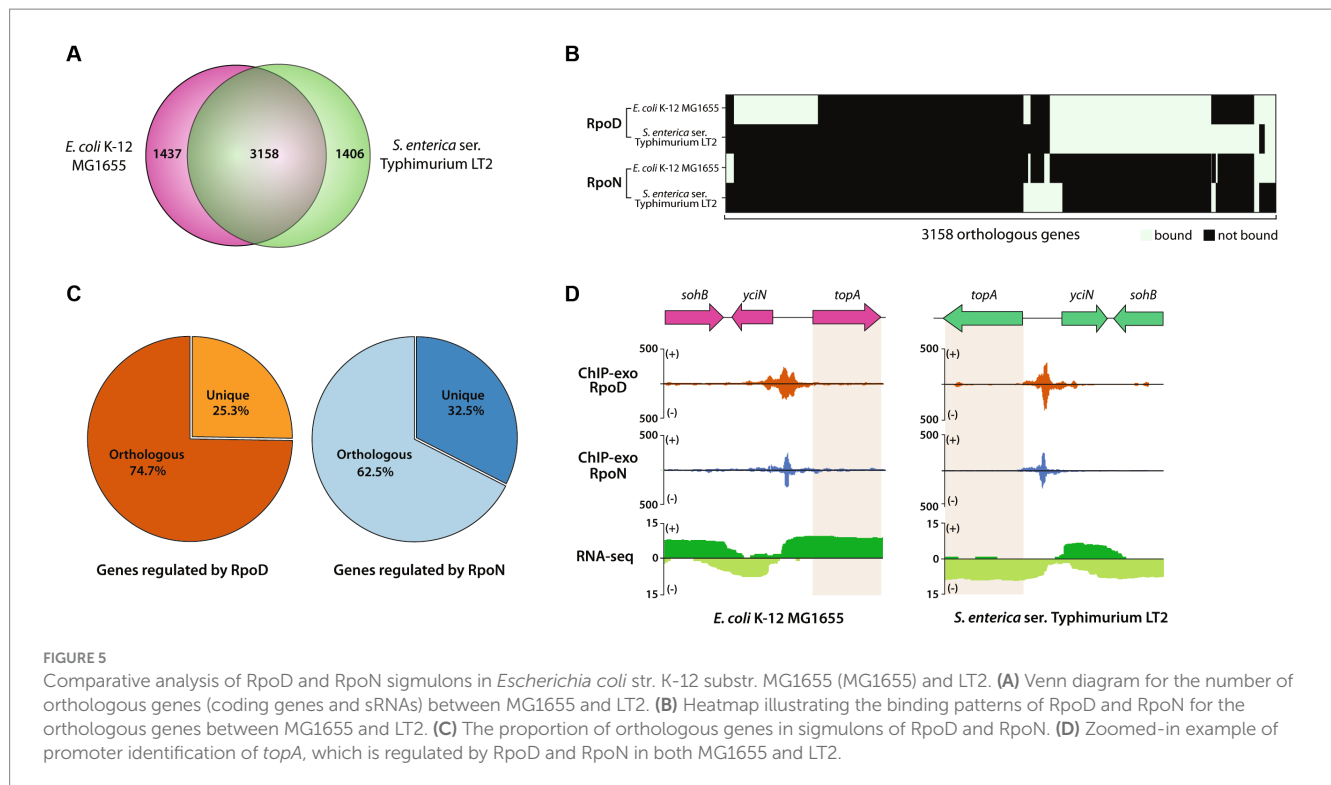 A
E. coli K-12
MG1655
1437
3158
1406
S. enterica ser.
Typhimurium LT2
B
RpoD
E. coli K-12 MG1655
S. enterica ser.
Typhimurium LT2
RpoN
E. coli K-12 MG1655
S. enterica ser.
Typhimurium LT2
3158 orthologous genes
bound
not bound
C
Unique
25.3%
Orthologous
74.7%
Genes regulated by RpoD
Unique
32.5%
Orthologous
62.5%
Genes regulated by RpoN
D
sohB yciN topA
topA yciN sohB
ChIP-exo
RpoD
500
(+)
500
(-)
500
(+)
500
(-)
ChIP-exo
RpoN
500
(+)
500
(-)
500
(+)
500
(-)
RNA-seq
15
(+)
0
15
(-)
15
(+)
0
15
(-)
E. coli K-12 MG1655
S. enterica ser. Typhimurium LT2
FIGURE 5
Comparative analysis of RpoD and RpoN sigmulons in Escherichia coli str. K-12 substr. MG1655 (MG1655) and LT2. (A) Venn diagram for the number of
orthologous genes (coding genes and sRNAs) between MG1655 and LT2. (B) Heatmap illustrating the binding patterns of RpoD and RpoN for the
orthologous genes between MG1655 and LT2. (C) The proportion of orthologous genes in sigmulons of RpoD and RpoN. (D) Zoomed-in example of
promoter identification of topA, which is regulated by RpoD and RpoN in both MG1655 and LT2.